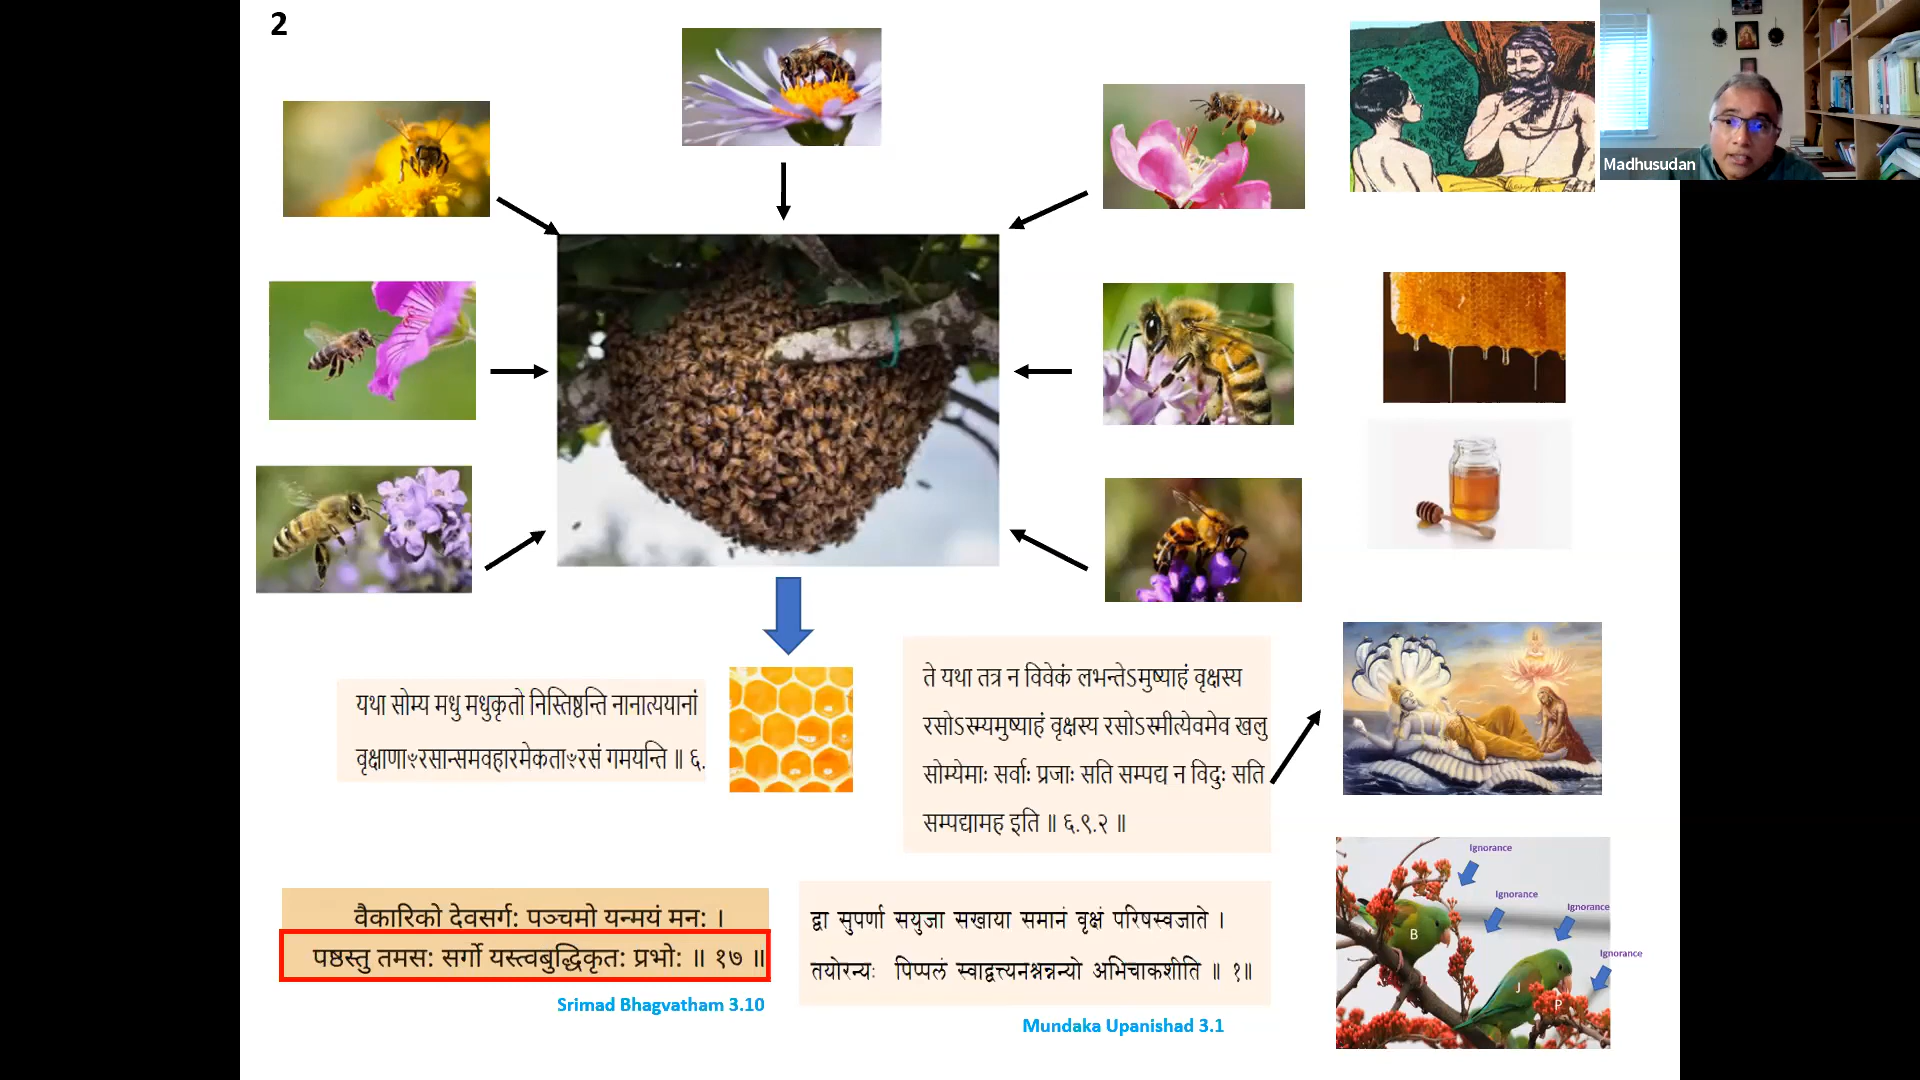 2
Madhusudan
यथा सोम्य मधु मधुकृतो निस्तिष्ठन्ति नानात्ययानां
वृक्षाणाꣳरसान्समवहारमेकताꣳरसं गमयन्ति ॥ ६.
ते यथा तत्र न विवेकं लभन्तेऽमुष्याहं वृक्षस्य
रसोऽस्म्यमुष्याहं वृक्षस्य रसोऽस्मीत्येवमेव खलु
सोम्येमाः सर्वाः प्रजाः सति सम्पद्य न विदुः सति
सम्पद्यामह इति ॥ ६.९.२ ॥
वैकारिको देवसर्ग: पञ्चमो यन्मयं मन: ।
षष्ठस्तु तमस: सर्गो यस्त्वबुद्धिकृत: प्रभो: ॥ १७ ॥
Srimad Bhagvatham 3.10
द्वा सुपर्णा सयुजा सखाया समानं वृक्षं परिषस्वजाते ।
तयोरन्यः पिप्पलं स्वाद्वत्त्यनश्नन्नन्यो अभिचाकशीति ॥ १॥
Mundaka Upanishad 3.1
Ignorance
Ignorance
Ignorance
Ignorance
B
J
P